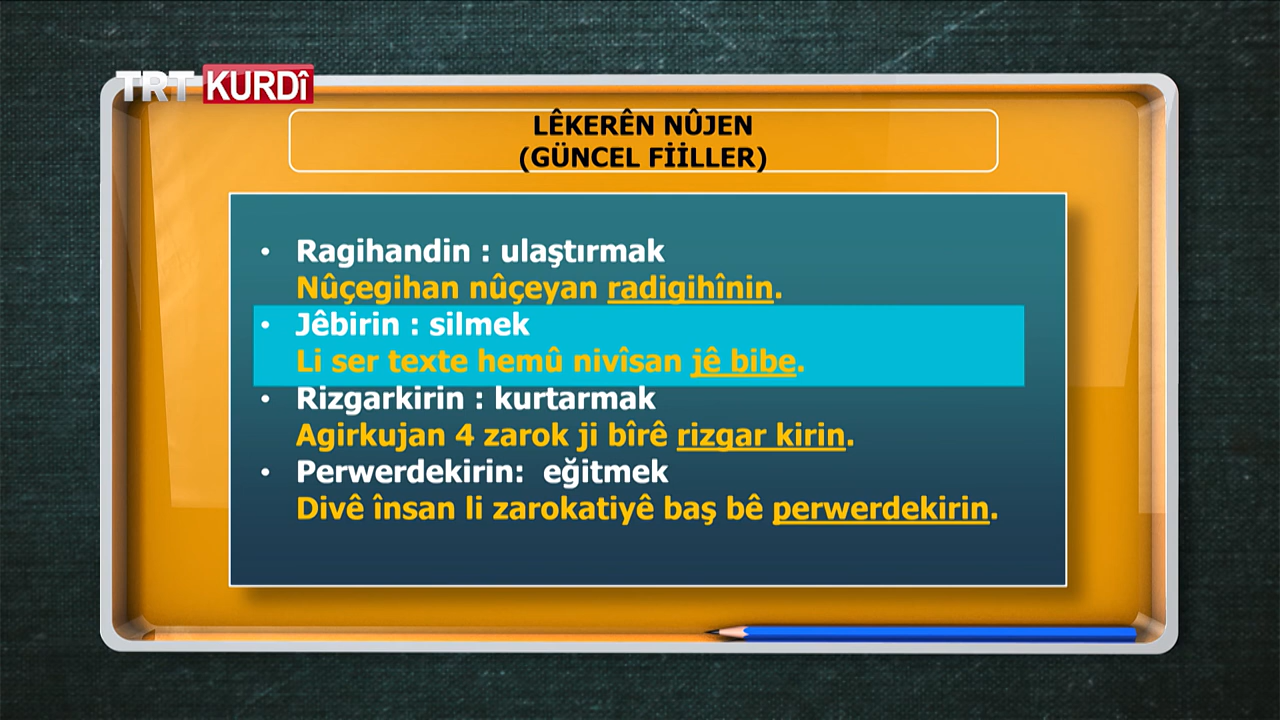 TRT KURDÎ
LÊKERÊN NÛJEN
(GÜNCEL FİİLLER)
• Ragihandin : ulaştırmak
Nûçegihan nûçeyan radigihînin.
• Jêbirin : silmek
Li ser texte hemû nivîsan jê bibe.
• Rizgarkirin : kurtarmak
Agirkujan 4 zarok ji bîrê rizgar kirin.
• Perwerdekirin:  eğitmek
Divê însan li zarokatiyê baş bê perwerdekirin.